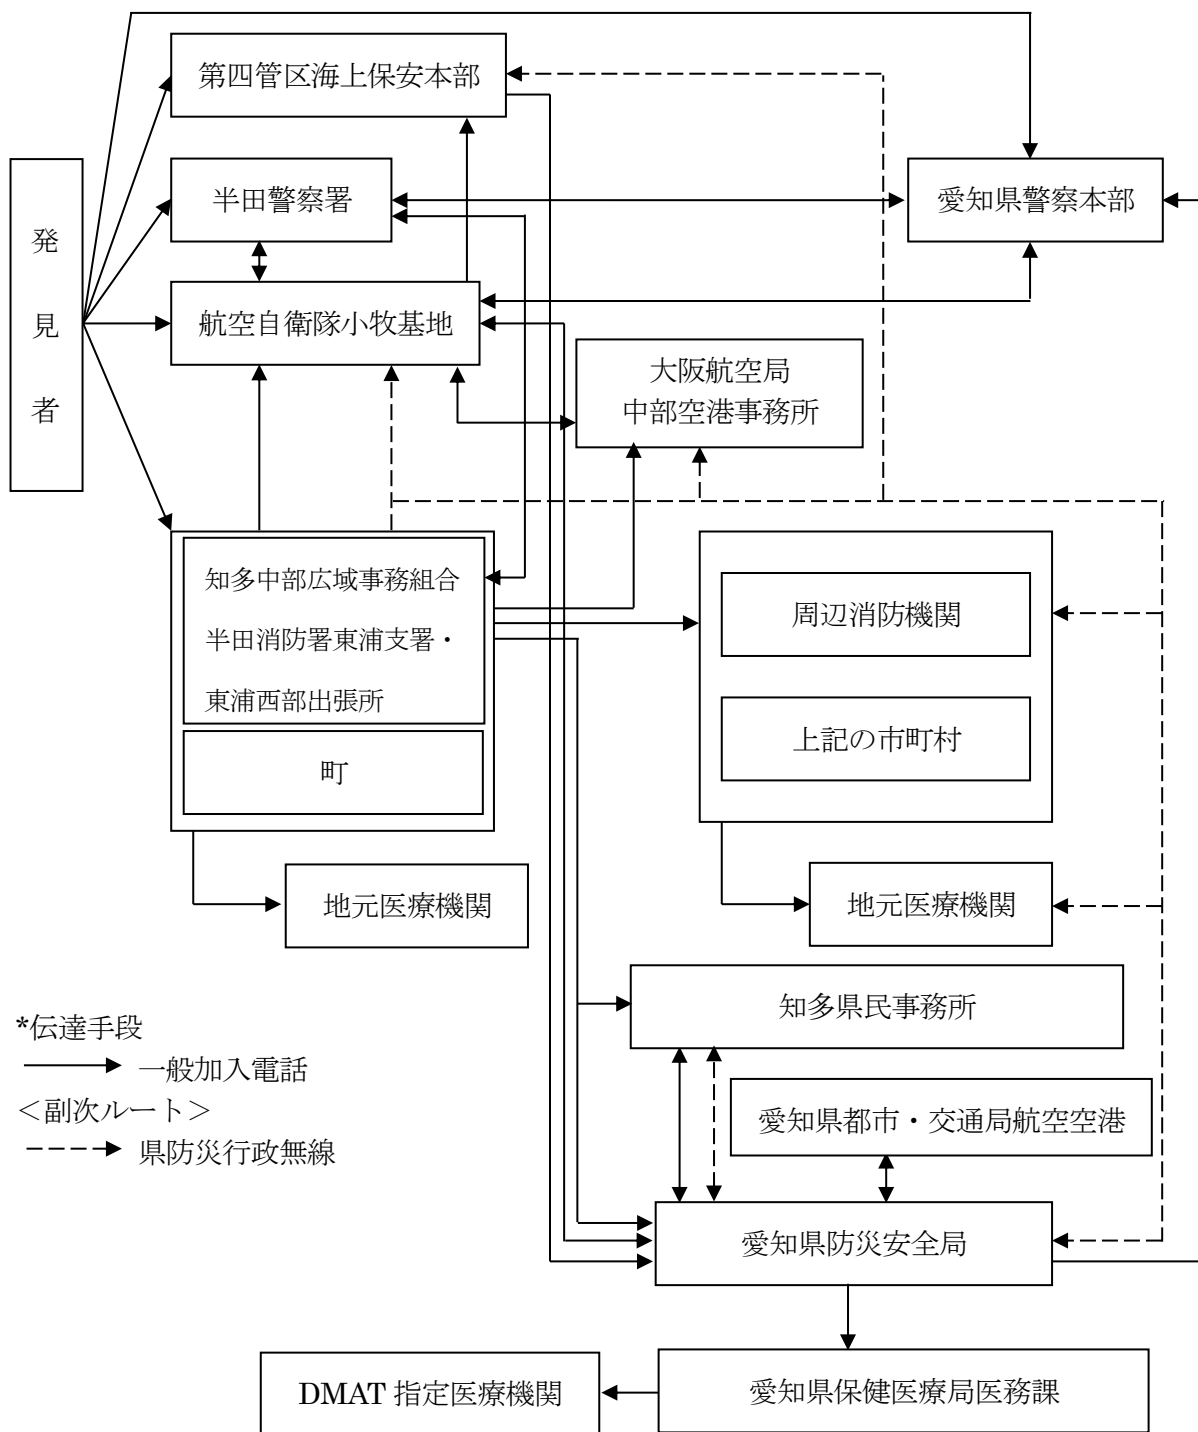 第四管区海上保安本部
発見者
半田警察署
愛知県警察本部
航空自衛隊小牧基地
大阪航空局
中部空港事務所
知多中部広域事務組合
半田消防署東浦支署・
東浦西部出張所
町
周辺消防機関
上記の市町村
地元医療機関
地元医療機関
知多県民事務所
*伝達手段
一般加入電話
＜副次ルート＞
県防災行政無線
愛知県都市・交通局航空空港
愛知県防災安全局
DMAT 指定医療機関
愛知県保健医療局医務課